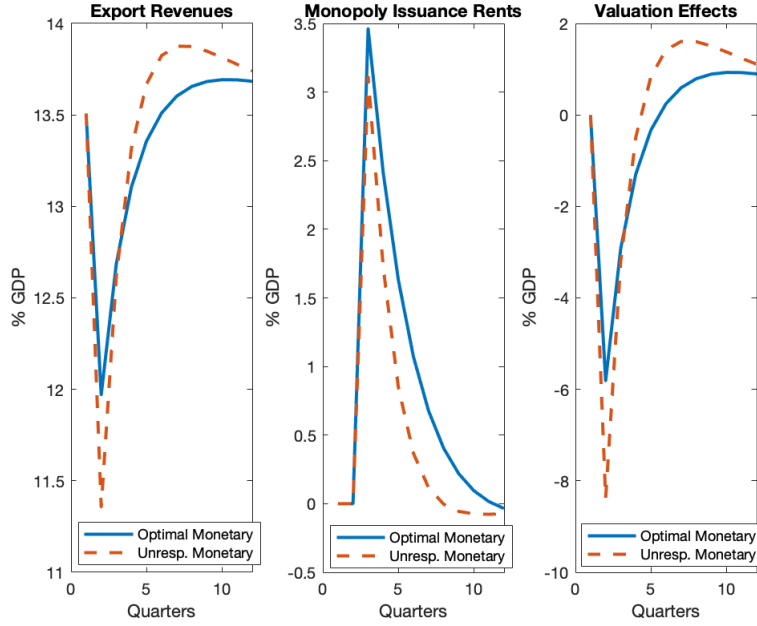 Export Revenues
14
13.5
13
12.5
12
11.5
11
% GDP
0
5
10
Quarters
Optimal Monetary
Unresp. Monetary
Monopoly Issuance Rents
3.5
3
2.5
2
1.5
1
0.5
0
-0.5
% GDP
0
5
10
Quarters
Optimal Monetary
Unresp. Monetary
Valuation Effects
2
0
-2
-4
-6
-8
-10
% GDP
0
5
10
Quarters
Optimal Monetary
Unresp. Monetary